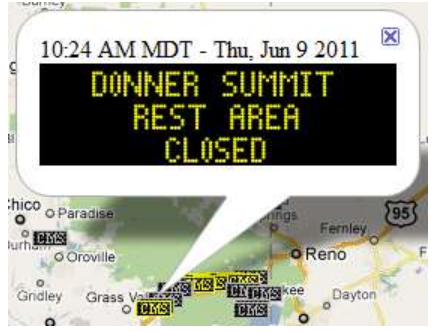 10:24 AM MDT - Thu, Jun 9 2011
DONNER SUMMIT
REST AREA
CLOSED
Chico
Paradise
95
Fernley
CMS
Oroville
Reno
CMS
Gridley
Grass
CMS
CMS
Dayton